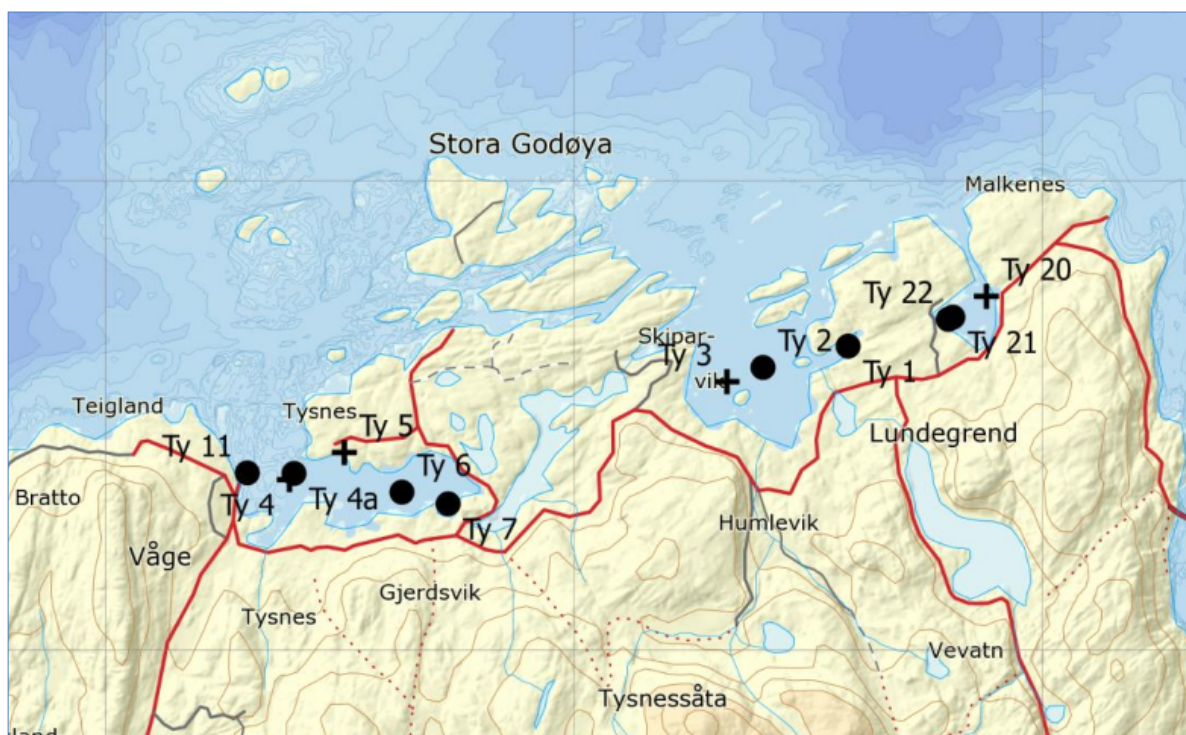 Stora Godøya
Malkenes
Ty 20
Ty 22
Skipar-
vik
Ty 3
Ty 2
Ty 21
Ty 1
Teigland
Tysnes
Ty 5
Lundegrend
Ty 11
Ty 6
Bratto
Ty 4
Ty 4a
Ty 7
Humlevik
Våge
Gjerdsvik
Tysnes
Vevatn
Tysnessåta